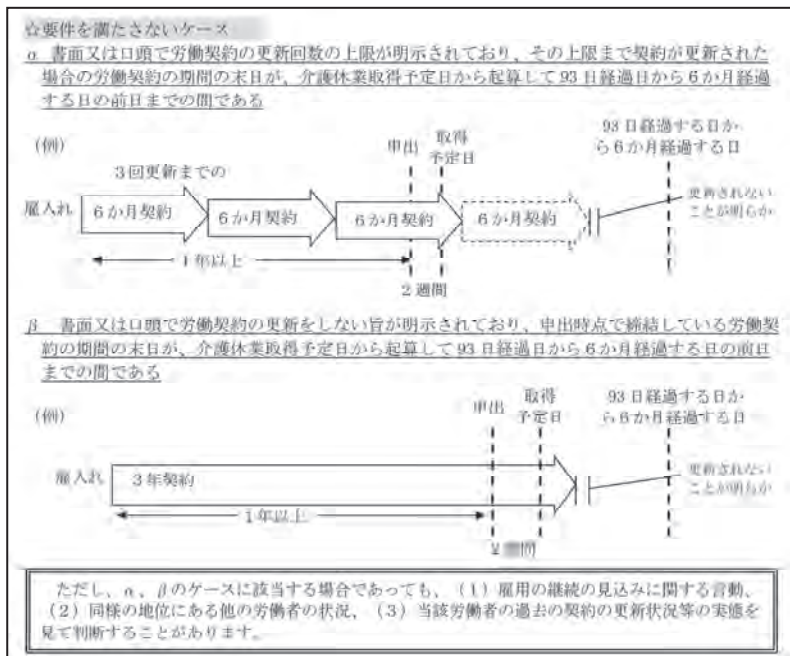 ☆要件を満たさないケース
α 書面又は口頭で労働契約の更新回数の上限が明示されており、その上限まで契約が更新された
場合の労働契約の期間の末日が、介護休業取得予定日から起算して93日経過日から6か月経過
する日の前日までの間である
(例)
3回更新までの
申出
取得
予定日
93日経過する日か
ら6か月経過する日
雇入れ
6か月契約
6か月契約
6か月契約
6か月契約
更新されない
ことが明らか
1年以上
2週間
β 書面又は口頭で労働契約の更新をしない旨が明示されており、申出時点で締結している労働契
約の期間の末日が、介護休業取得予定日から起算して93日経過日から6か月経過する日の前日
までの間である
(例)
申出
取得
予定日
93日経過する日か
ら6か月経過する日
雇入れ
3年契約
更新されない
ことが明らか
1年以上
2週間
ただし、α、βのケースに該当する場合であっても、(1)雇用の継続の見込みに関する言動、
(2)同様の地位にある他の労働者の状況、(3)当該労働者の過去の契約の更新状況等の実態を
見て判断することがあります。